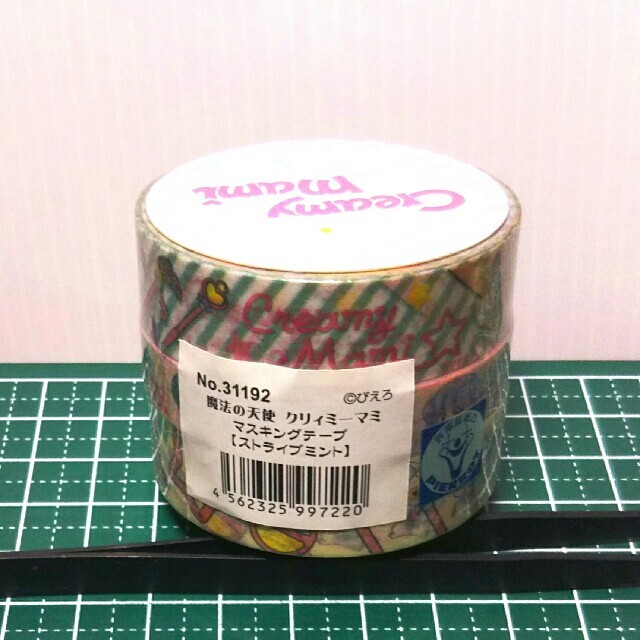 Creamy
Mami
Creamy
Mami
No.31192
©ぴえろ
魔法の天使 クリィミーマミ
マスキングテープ
【ストライプミント】
4 562325 997220